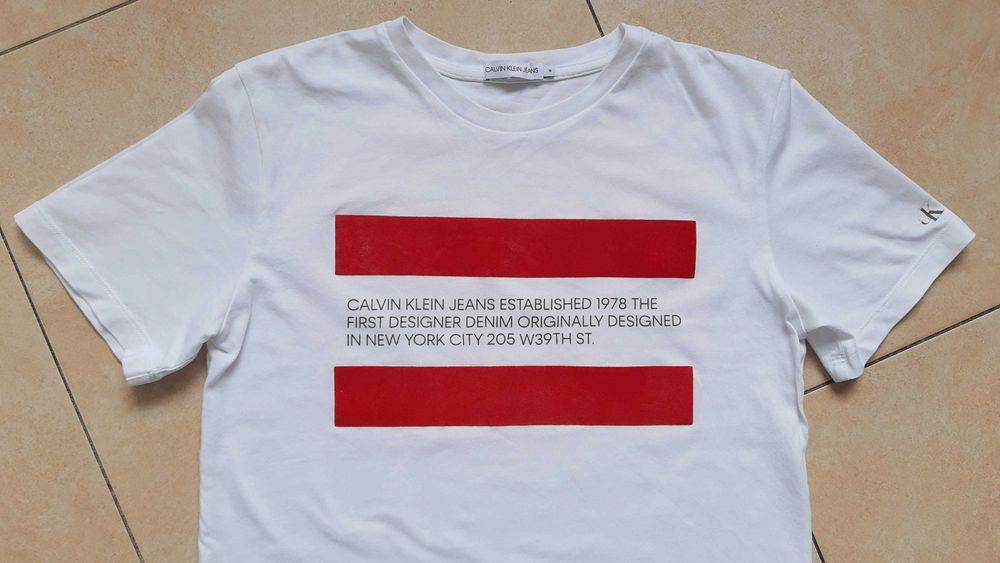 CALVIN KLEIN JEANS
CALVIN KLEIN JEANS ESTABLISHED 1978 THE
FIRST DESIGNER DENIM ORIGINALLY DESIGNED
IN NEW YORK CITY 205 W39TH ST.
cK